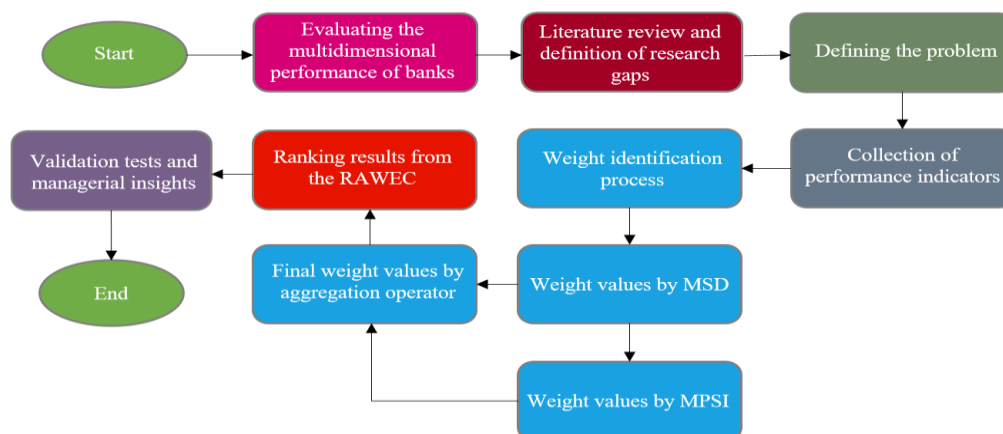 Start
Evaluating the
multidimensional
performance of banks
Literature review and
definition of research
gaps
Defining the problem
Collection of
performance indicators
Weight identification
process
Weight values by MSD
Weight values by MPSI
Final weight values by
aggregation operator
Ranking results from
the RAWEC
Validation tests and
managerial insights
End